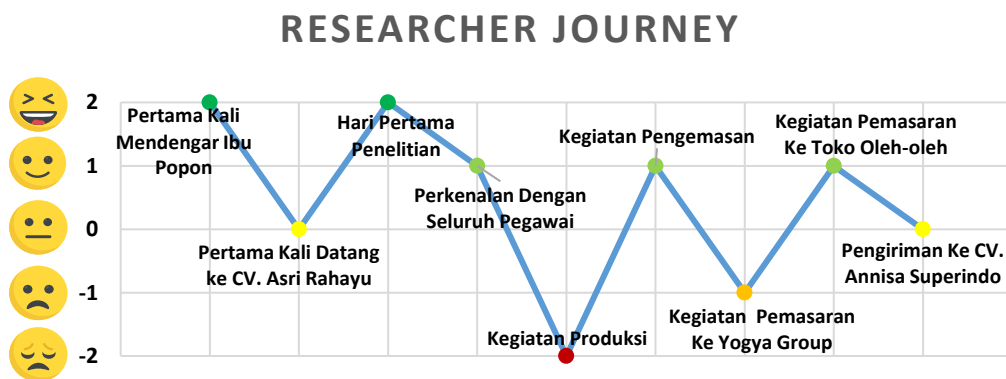 RESEARCHER JOURNEY
2
1
0
-1
-2
Pertama Kali
Mendengar Ibu
Popon
Pertama Kali Datang
ke CV. Asri Rahayu
Hari Pertama
Penelitian
Perkenalan Dengan
Seluruh Pegawai
Kegiatan Produksi
Kegiatan Pengemasan
Kegiatan Pemasaran
Ke Yogya Group
Kegiatan Pemasaran
Ke Toko Oleh-oleh
Pengiriman Ke CV.
Annisa Superindo